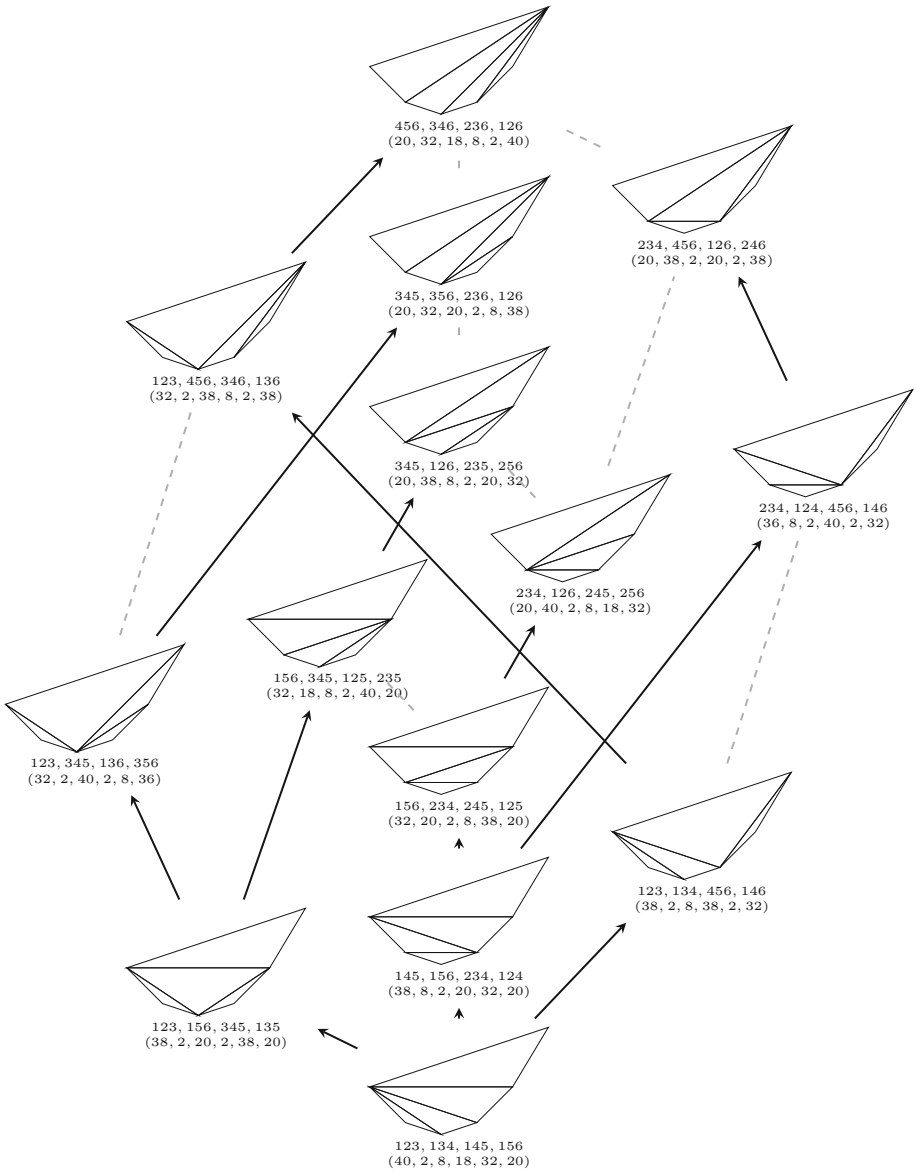 456, 346, 236, 126
(20, 32, 18, 8, 2, 40)
234, 456, 126, 246
(20, 38, 2, 20, 2, 38)
345, 356, 236, 126
(20, 32, 20, 2, 8, 38)
123, 456, 346, 136
(32, 2, 38, 8, 2, 38)
345, 126, 235, 256
(20, 38, 8, 2, 20, 32)
234, 124, 456, 146
(36, 8, 2, 40, 2, 32)
234, 126, 245, 256
(20, 40, 2, 8, 18, 32)
156, 345, 125, 235
(32, 18, 8, 2, 40, 20)
123, 345, 136, 356
(32, 2, 40, 2, 8, 36)
156, 234, 245, 125
(32, 20, 2, 8, 38, 20)
123, 134, 456, 146
(38, 2, 8, 38, 2, 32)
145, 156, 234, 124
(38, 8, 2, 20, 32, 20)
123, 156, 345, 135
(38, 2, 20, 2, 38, 20)
123, 134, 145, 156
(40, 2, 8, 18, 32, 20)